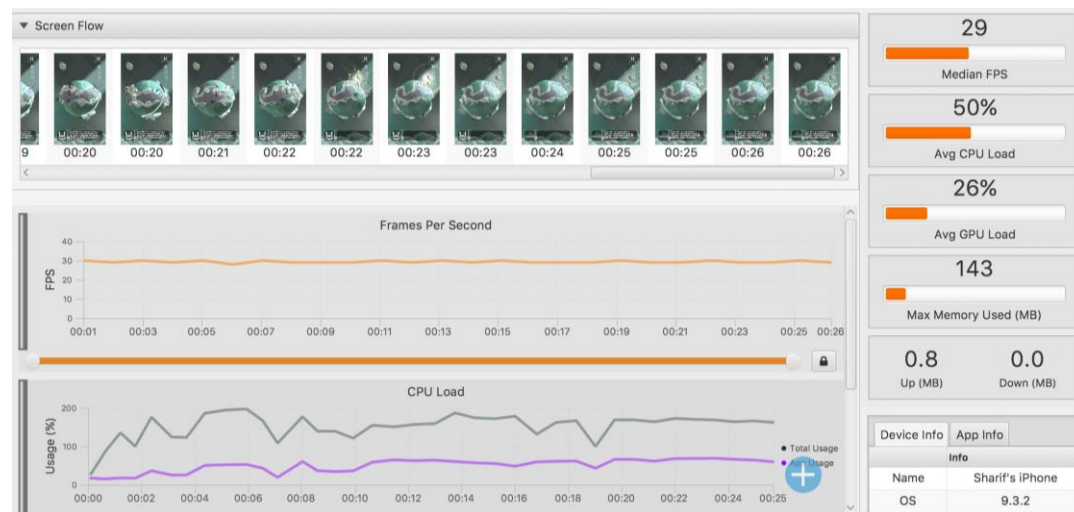 ▼ Screen Flow
9 00:20 00:20 00:21 00:22 00:22 00:23 00:23 00:24 00:25 00:25 00:26 00:26
Frames Per Second
FPS
40
30
20
10
0
00:01 00:03 00:05 00:07 00:09 00:11 00:13 00:15 00:17 00:19 00:21 00:23 00:25 00:26
CPU Load
Usage (%)
200
100
0
Total Usage
Usage
00:00 00:02 00:04 00:06 00:08 00:10 00:12 00:14 00:16 00:18 00:20 00:22 00:24 00:25
29
Median FPS
50%
Avg CPU Load
26%
Avg GPU Load
143
Max Memory Used (MB)
0.8 0.0
Up (MB) Down (MB)
Device Info App Info
Info
Name Sharif's iPhone
OS 9.3.2